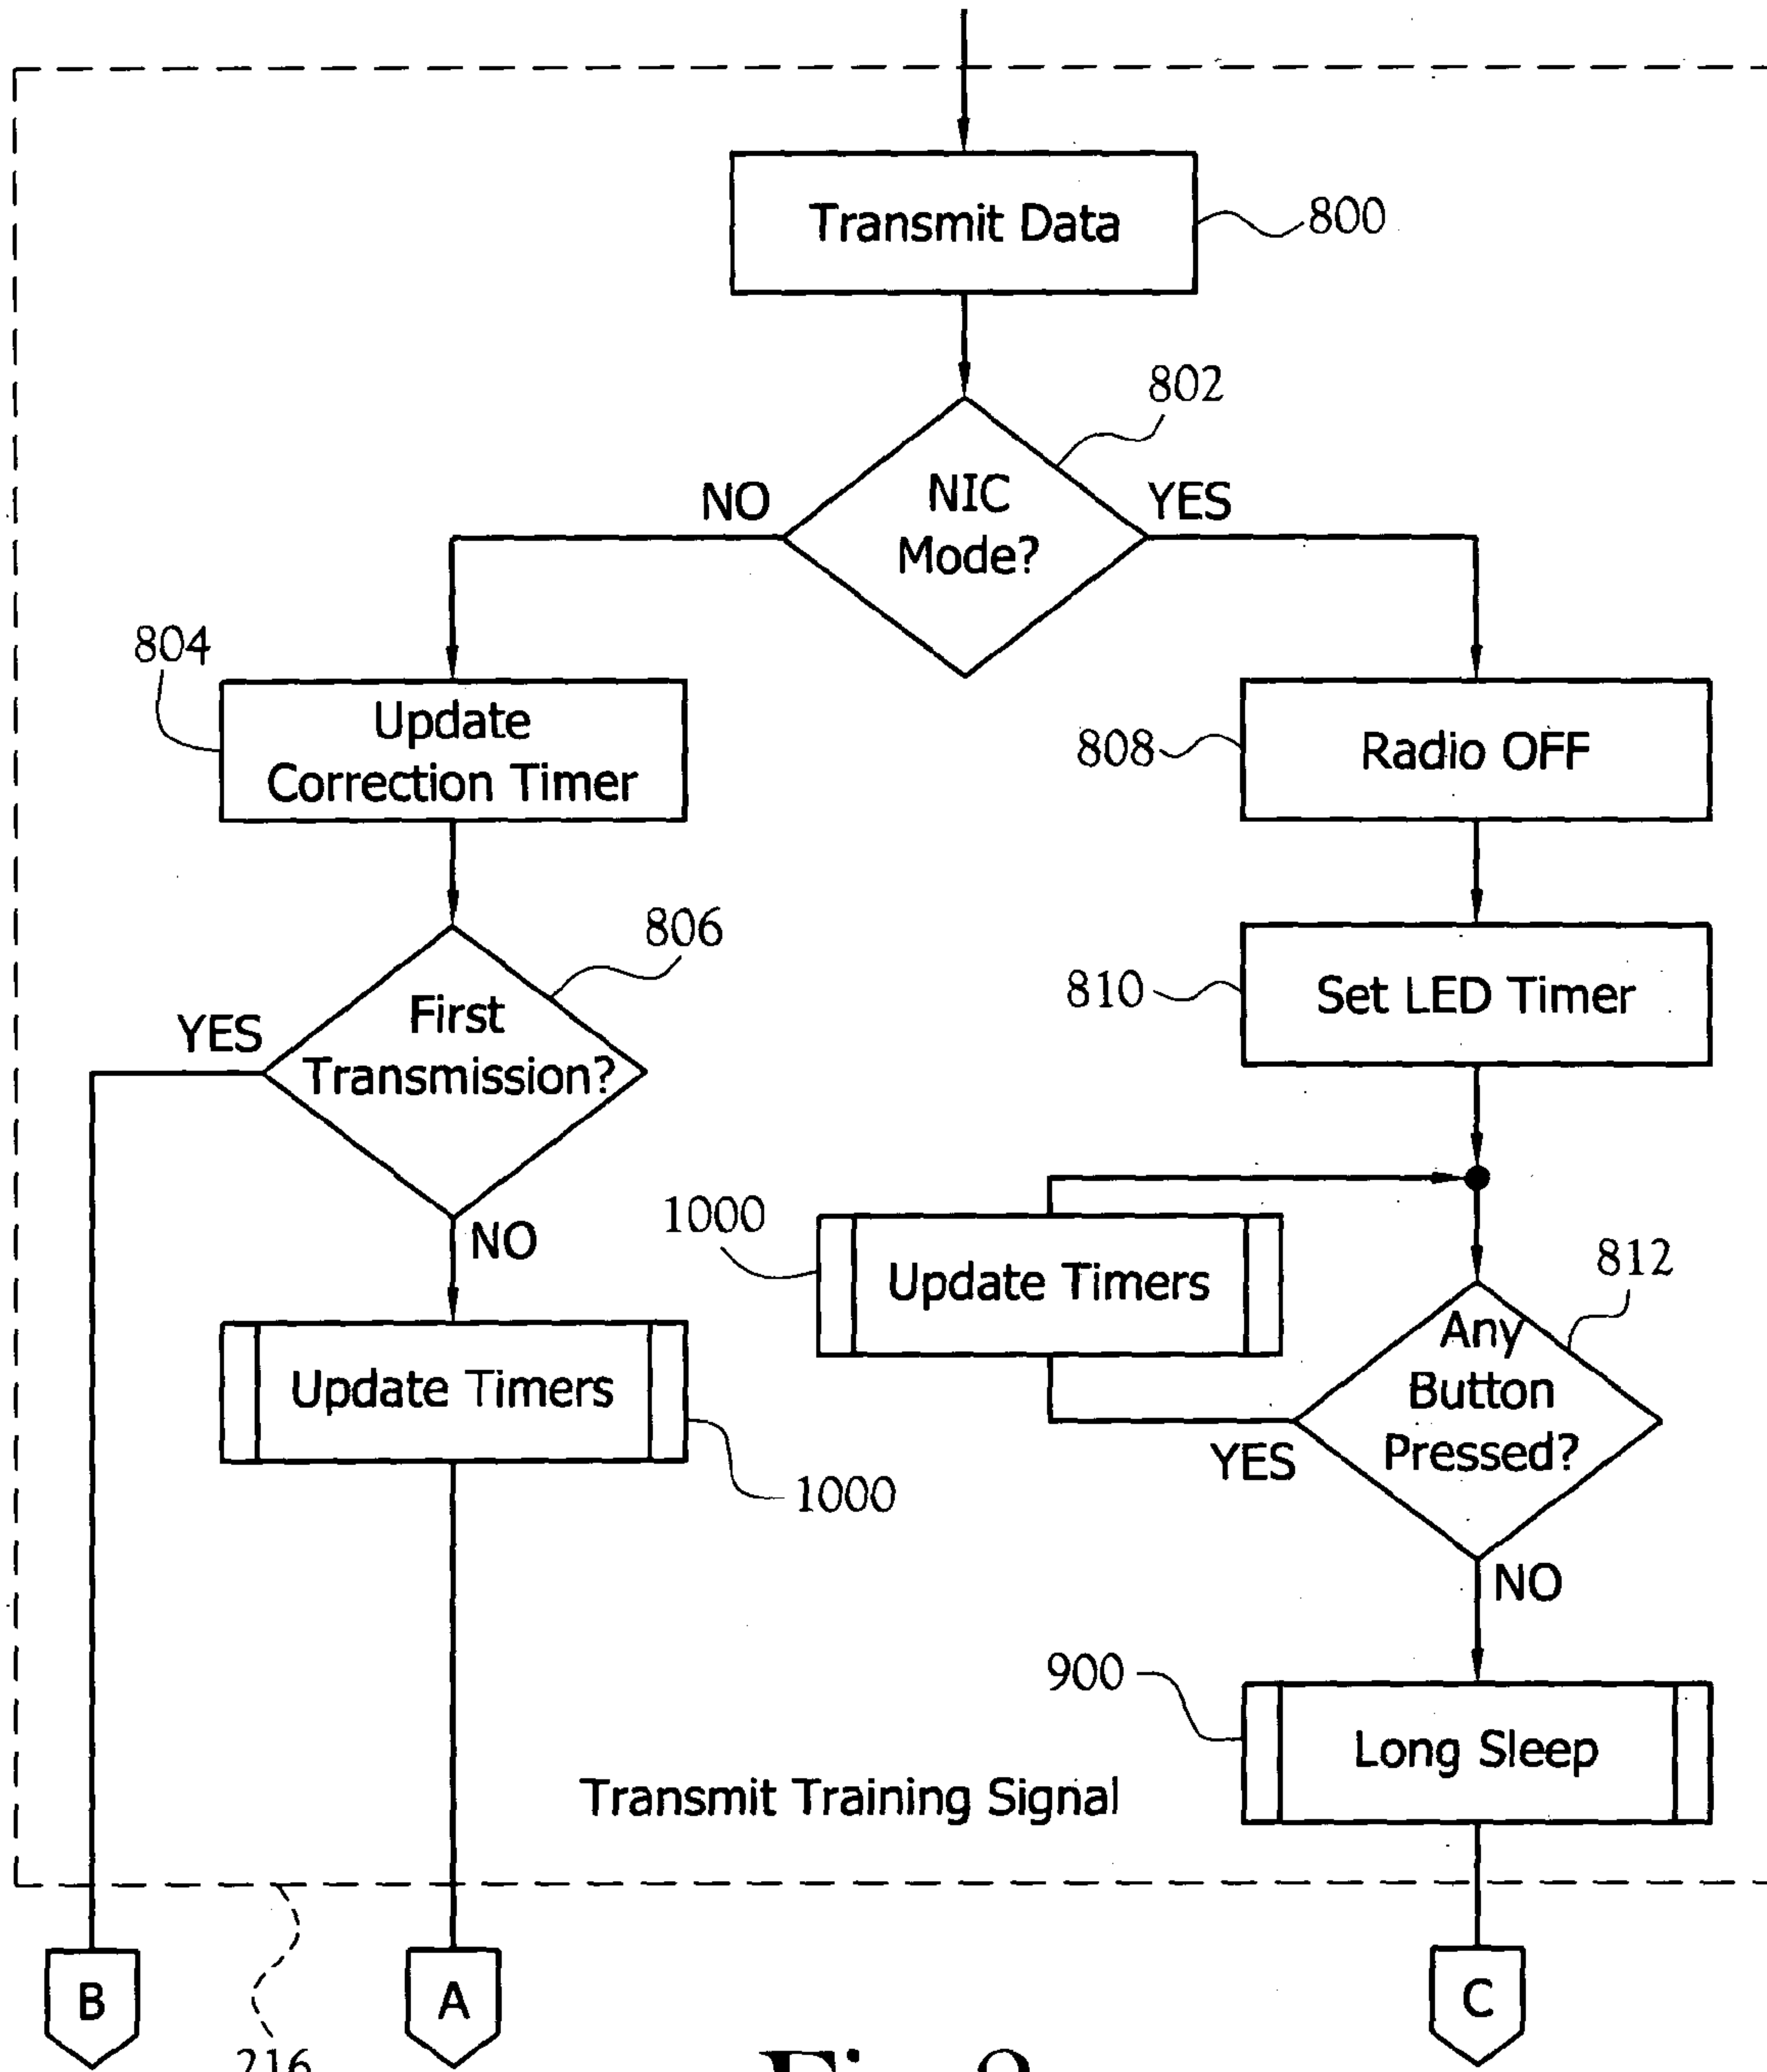 Transmit Data
800
802
NIC
Mode?
NO
YES
804
Update
Correction Timer
808
Radio OFF
806
First
Transmission?
YES
NO
810
Set LED Timer
1000
Update Timers
812
Any
Button
Pressed?
YES
NO
Update Timers
1000
900
Long Sleep
Transmit Training Signal
B
A
C
216